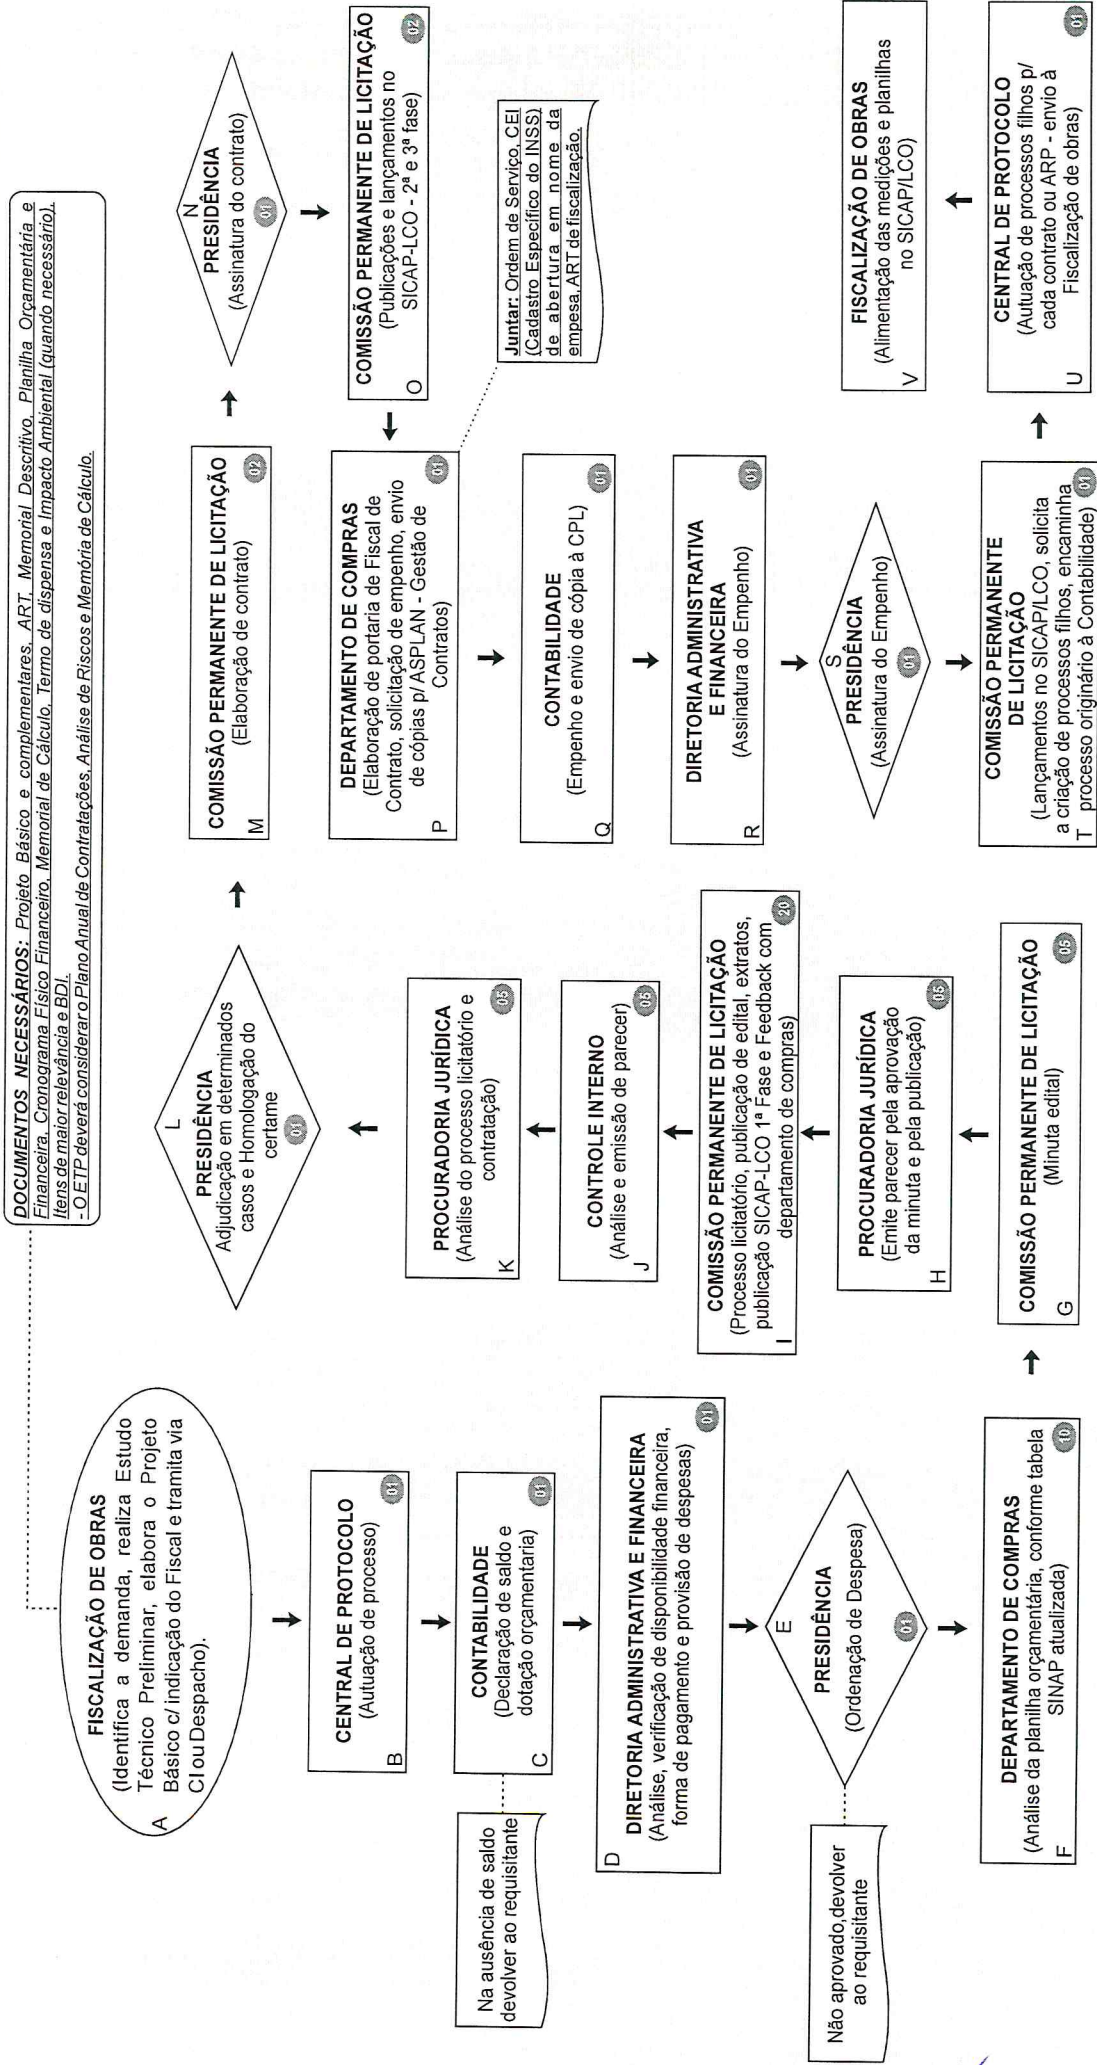 DOCUMENTOS NECESSÁRIOS: Projeto Básico e complementares, ART, Memorial Descritivo, Planilha Orçamentária e
Financeira, Cronograma Físico Financeiro, Memorial de Cálculo, Termo de dispensa e Impacto Ambiental (quando necessário),
Itens de maior relevância e BDI.
- O ETP deverá considerar o Plano Anual de Contratações, Análise de Riscos e Memória de Cálculo.
FISCALIZAÇÃO DE OBRAS
(Identifica a demanda, realiza Estudo
Técnico Preliminar, elabora o Projeto
Básico c/ indicação do Fiscal e tramita via
CI ou Despacho).
A
CENTRAL DE PROTOCOLO
(Autuação de processo)
B
01
CONTABILIDADE
(Declaração de saldo e
dotação orçamentaria)
C
01
Na ausência de saldo
devolver ao requisitante
DIRETORIA ADMINISTRATIVA E FINANCEIRA
(Análise, verificação de disponibilidade financeira,
forma de pagamento e provisão de despesas)
D
01
E
PRESIDÊNCIA
(Ordenação de Despesa)
01
Não aprovado,devolver
ao requisitante
DEPARTAMENTO DE COMPRAS
(Análise da planilha orçamentária, conforme tabela
SINAP atualizada)
F
10
COMISSÃO PERMANENTE DE LICITAÇÃO
(Minuta edital)
G
05
PROCURADORIA JURÍDICA
(Emite parecer pela aprovação
da minuta e pela publicação)
H
05
COMISSÃO PERMANENTE DE LICITAÇÃO
(Processo licitatório, publicação de edital, extratos,
publicação SICAP-LCO 1ª Fase e Feedback com
departamento de compras)
I
20
CONTROLE INTERNO
(Análise e emissão de parecer)
J
05
PROCURADORIA JURÍDICA
(Análise do processo licitatório e
contratação)
K
05
L
PRESIDÊNCIA
Adjudicação em determinados
casos e Homologação do
certame
01
COMISSÃO PERMANENTE DE LICITAÇÃO
(Elaboração de contrato)
M
02
N
PRESIDÊNCIA
(Assinatura do contrato)
01
COMISSÃO PERMANENTE DE LICITAÇÃO
(Publicações e lançamentos no
SICAP-LCO - 2ª e 3ª fase)
O
02
DEPARTAMENTO DE COMPRAS
(Elaboração de portaria de Fiscal de
Contrato, solicitação de empenho, envio
de cópias p/ ASPLAN - Gestão de
Contratos)
P
01
Juntar: Ordem de Serviço, CEI
(Cadastro Específico do INSS)
de abertura em nome da
empesa, ART de fiscalização.
CONTABILIDADE
(Empenho e envio de cópia à CPL)
Q
01
DIRETORIA ADMINISTRATIVA
E FINANCEIRA
(Assinatura do Empenho)
R
01
S
PRESIDÊNCIA
(Assinatura do Empenho)
01
COMISSÃO PERMANENTE
DE LICITAÇÃO
(Lançamentos no SICAP/LCO, solicita
a criação de processos filhos, encaminha
processo originário à Contabilidade)
T
01
CENTRAL DE PROTOCOLO
(Autuação de processos filhos p/
cada contrato ou ARP - envio à
Fiscalização de obras)
U
01
FISCALIZAÇÃO DE OBRAS
(Alimentação das medições e planilhas
no SICAP/LCO)
V